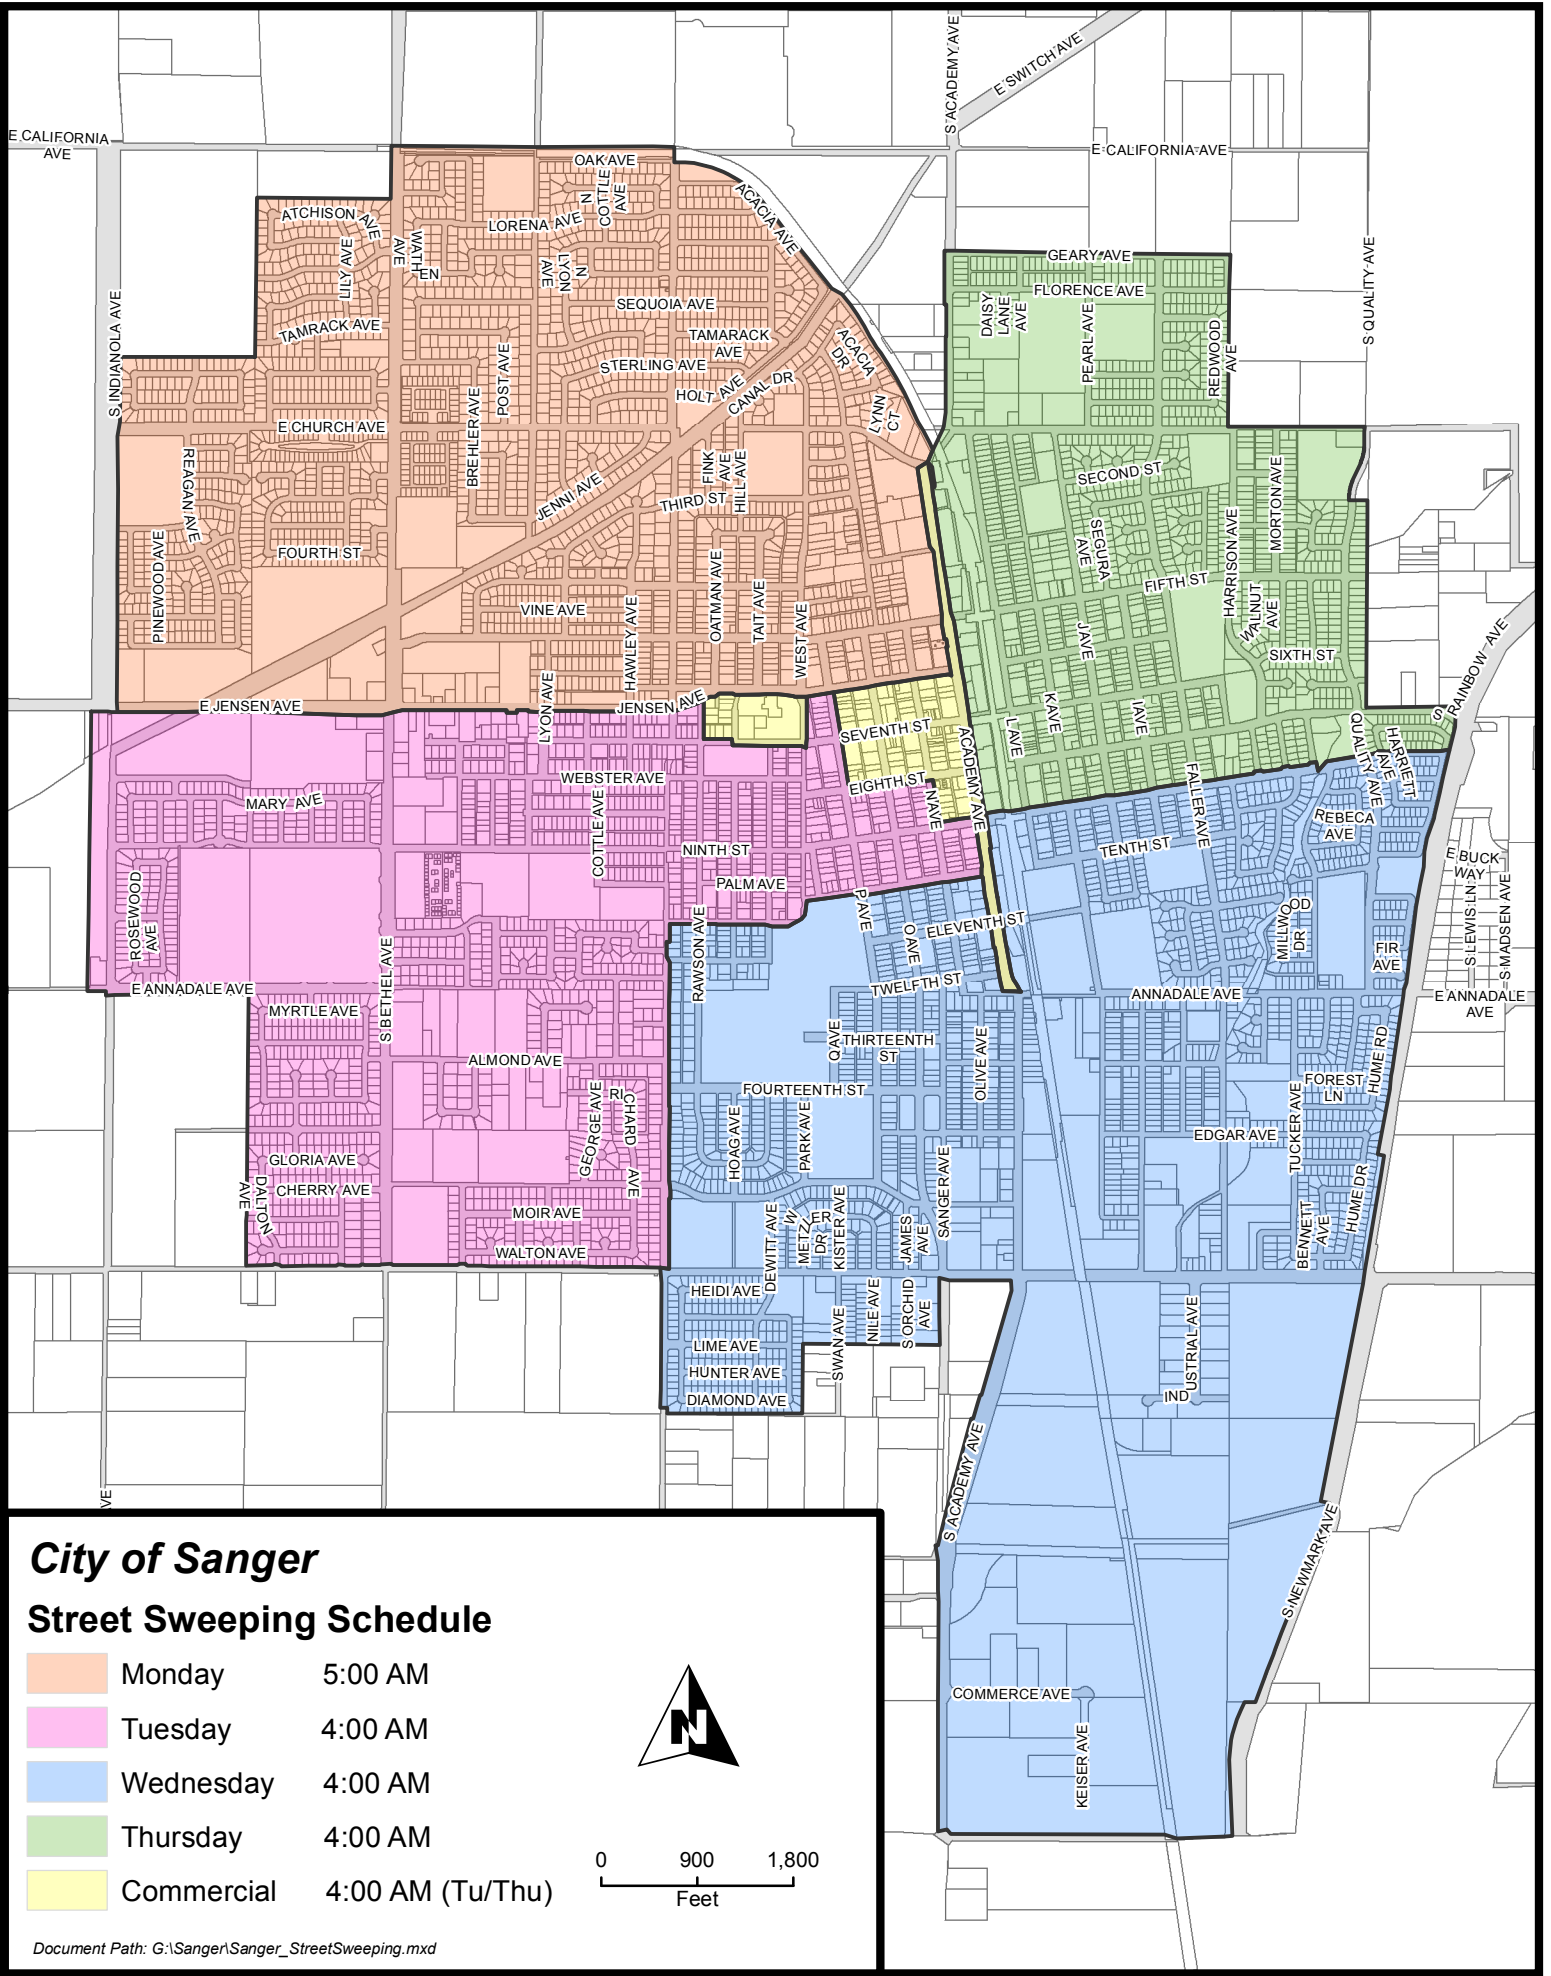 S ACADEMY AVE
E SWITCH AVE
E CALIFORNIA
AVE
E CALIFORNIA AVE
OAK AVE
N
COTTLE
AVE
ACACIA AVE
ATCHISON AVE
LORENA AVE
LILY AVE
WATHEN
AVE
N
LYON
AVE
GEARY AVE
FLORENCE AVE
S QUALITY AVE
SEQUOIA AVE
DAISY
LANE
AVE
PEARL AVE
REDWOOD
AVE
S INDIANOLA AVE
TAMRACK AVE
TAMARACK
AVE
ACACIA
DR
STERLING AVE
POST AVE
HOLT AVE
CANAL DR
LYNN
CT
E CHURCH AVE
BREHLER AVE
REAGAN AVE
FINK
AVE
HILL AVE
SECOND ST
MORTON AVE
JENNI AVE
THIRD ST
PINEWOOD AVE
FOURTH ST
SEGURA
AVE
HARRISON AVE
FIFTH ST
VINE AVE
HAWLEY AVE
OATMAN AVE
TAIT AVE
WEST AVE
J AVE
WALNUT
AVE
SIXTH ST
S RAINBOW AVE
E JENSEN AVE
LYON AVE
JENSEN AVE
SEVENTH ST
ACADEMY AVE
L AVE
K AVE
I AVE
QUALITY AVE
HARRIETT
AVE
WEBSTER AVE
EIGHTH ST
N AVE
FALLER AVE
MARY AVE
COTTLE AVE
REBECA
AVE
NINTH ST
TENTH ST
E BUCK
WAY
PALM AVE
ROSEWOOD
AVE
P AVE
O AVE
ELEVENTH ST
MILLWOOD
DR
FIR
AVE
S LEWIS LN
S MADSEN AVE
S BETHEL AVE
RAWSON AVE
TWELFTH ST
E ANNADALE AVE
ANNADALE AVE
E ANNADALE
AVE
MYRTLE AVE
Q AVE
THIRTEENTH
ST
OLIVE AVE
HUME RD
ALMOND AVE
FOURTEENTH ST
FOREST
LN
GEORGE AVE
RICHARD AVE
HOAG AVE
PARK AVE
EDGAR AVE
TUCKER AVE
GLORIA AVE
SANGER AVE
CHERRY AVE
DALTON
AVE
MOIR AVE
DEWITT AVE
W
METZLER
DR
KISTER AVE
JAMES
AVE
BENNETT
AVE
HUME DR
WALTON AVE
HEIDI AVE
SWAN AVE
NILE AVE
S ORCHID
AVE
INDUSTRIAL AVE
LIME AVE
HUNTER AVE
DIAMOND AVE
S ACADEMY AVE
VE
S NEWMARK AVE
COMMERCE AVE
KEISER AVE
City of Sanger
Street Sweeping Schedule
Monday 5:00 AM
Tuesday 4:00 AM
Wednesday 4:00 AM
Thursday 4:00 AM
Commercial 4:00 AM (Tu/Thu)
N
0 900 1,800
Feet
Document Path: G:\Sanger\Sanger_StreetSweeping.mxd